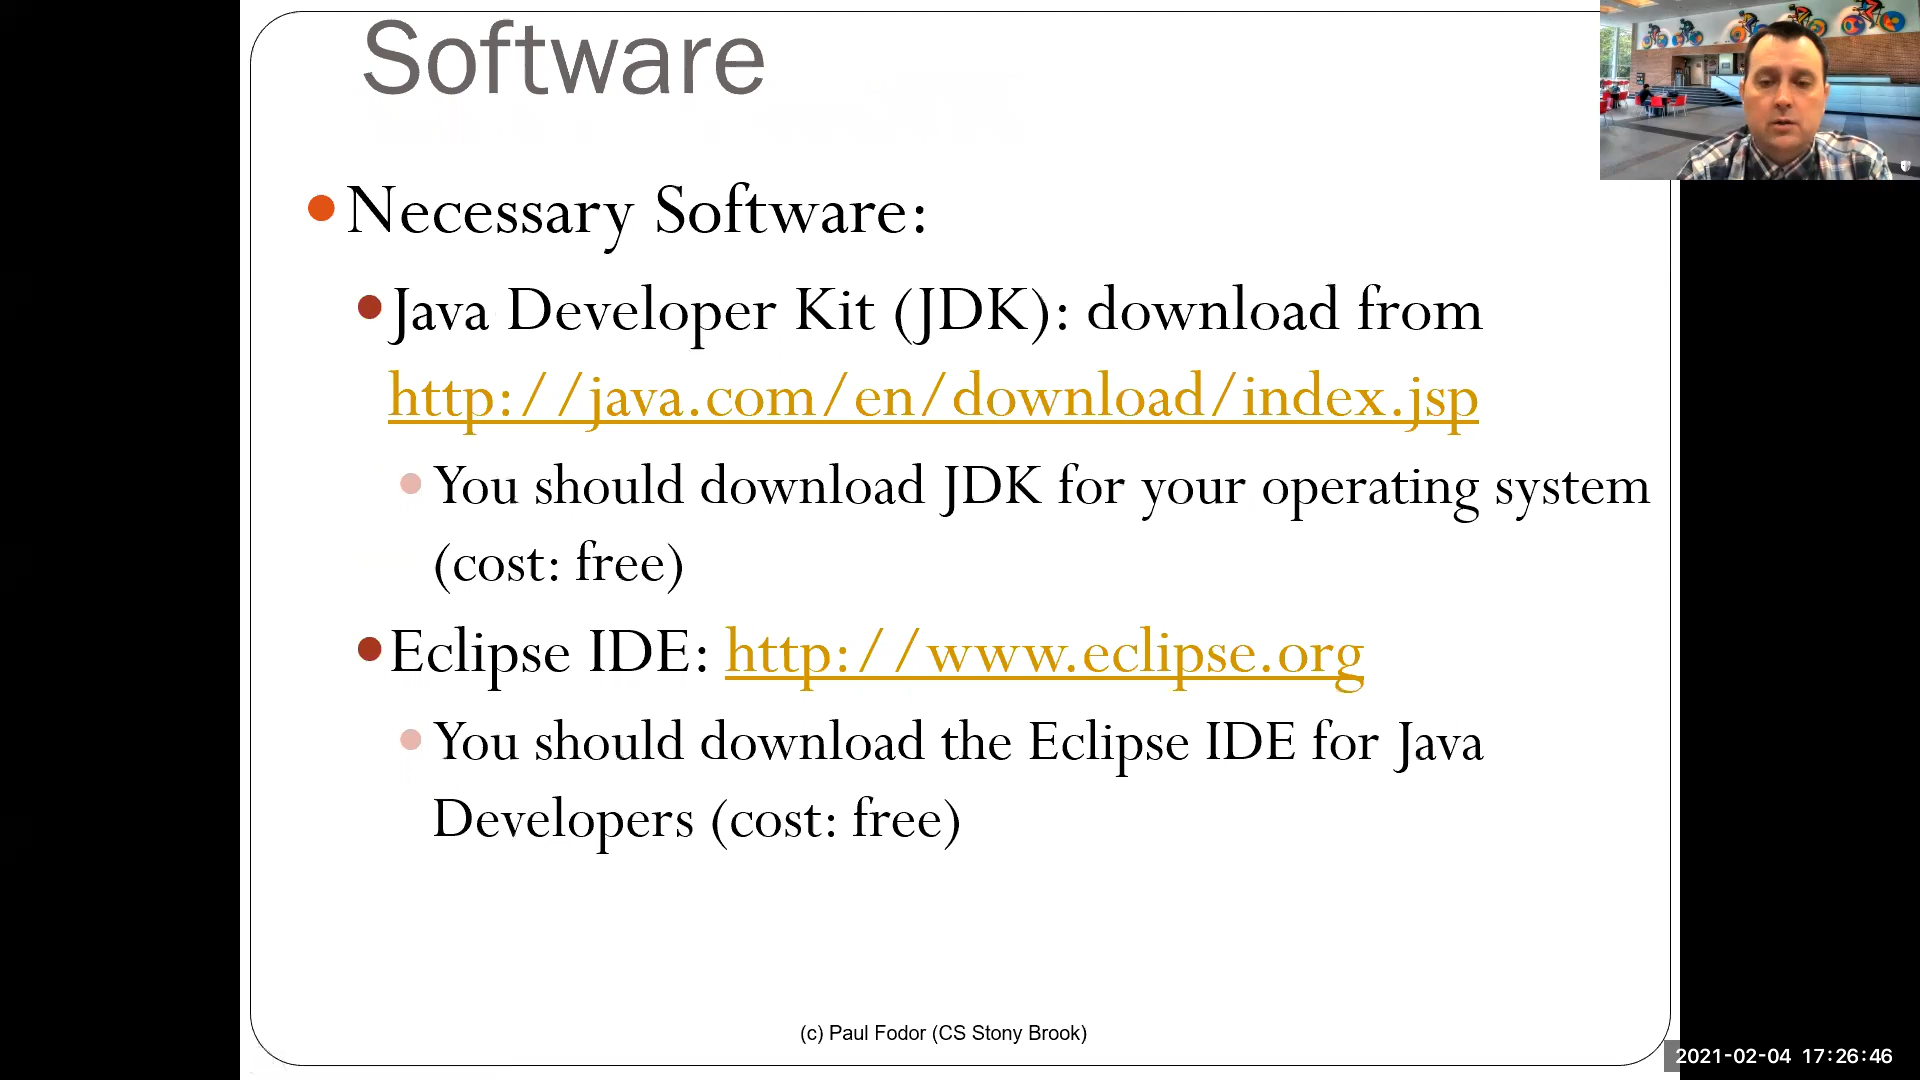 Software
Necessary Software:
Java Developer Kit (JDK): download from
http://java.com/en/download/index.jsp
You should download JDK for your operating system
(cost: free)
Eclipse IDE: http://www.eclipse.org
You should download the Eclipse IDE for Java
Developers (cost: free)
(c) Paul Fodor (CS Stony Brook)
2021-02-04 17:26:46